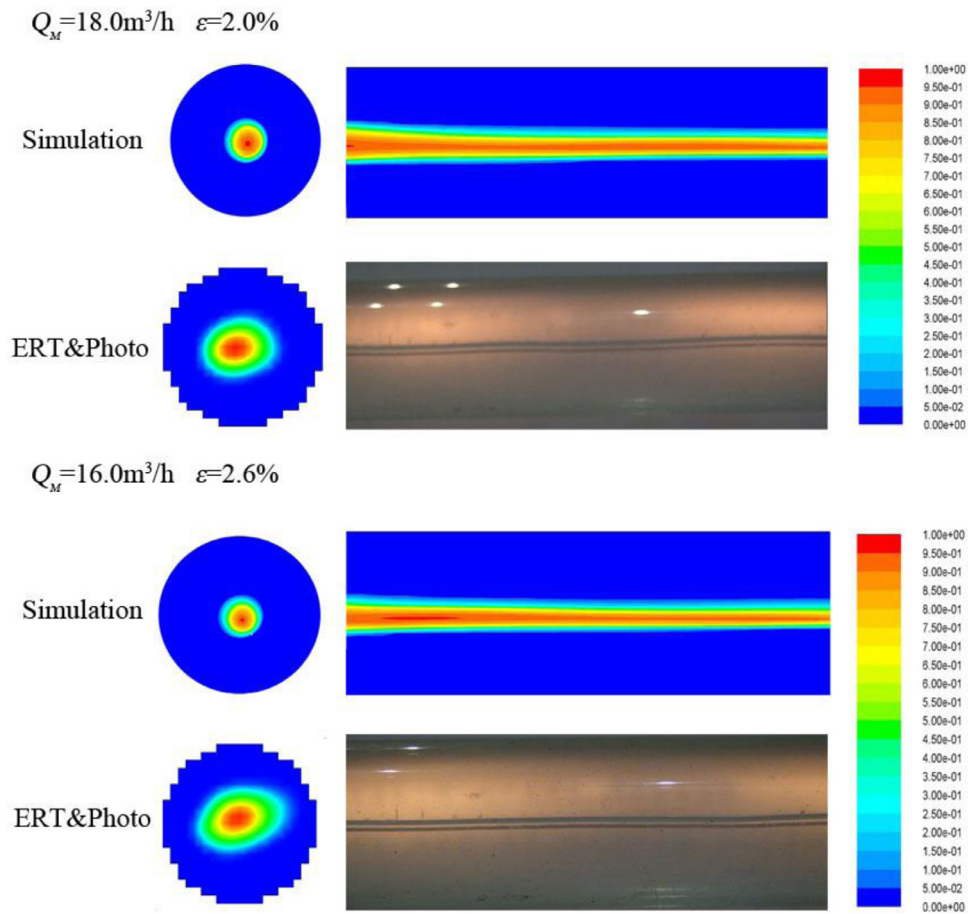 Q_M=18.0m³/h ε=2.0%
Simulation
ERT&Photo
1.00e+00
9.50e-01
9.00e-01
8.50e-01
8.00e-01
7.50e-01
7.00e-01
6.50e-01
6.00e-01
5.50e-01
5.00e-01
4.50e-01
4.00e-01
3.50e-01
3.00e-01
2.50e-01
2.00e-01
1.50e-01
1.00e-01
5.00e-02
0.00e+00
Q_M=16.0m³/h ε=2.6%
Simulation
ERT&Photo
1.00e+00
9.50e-01
9.00e-01
8.50e-01
8.00e-01
7.50e-01
7.00e-01
6.50e-01
6.00e-01
5.50e-01
5.00e-01
4.50e-01
4.00e-01
3.50e-01
3.00e-01
2.50e-01
2.00e-01
1.50e-01
1.00e-01
5.00e-02
0.00e+00